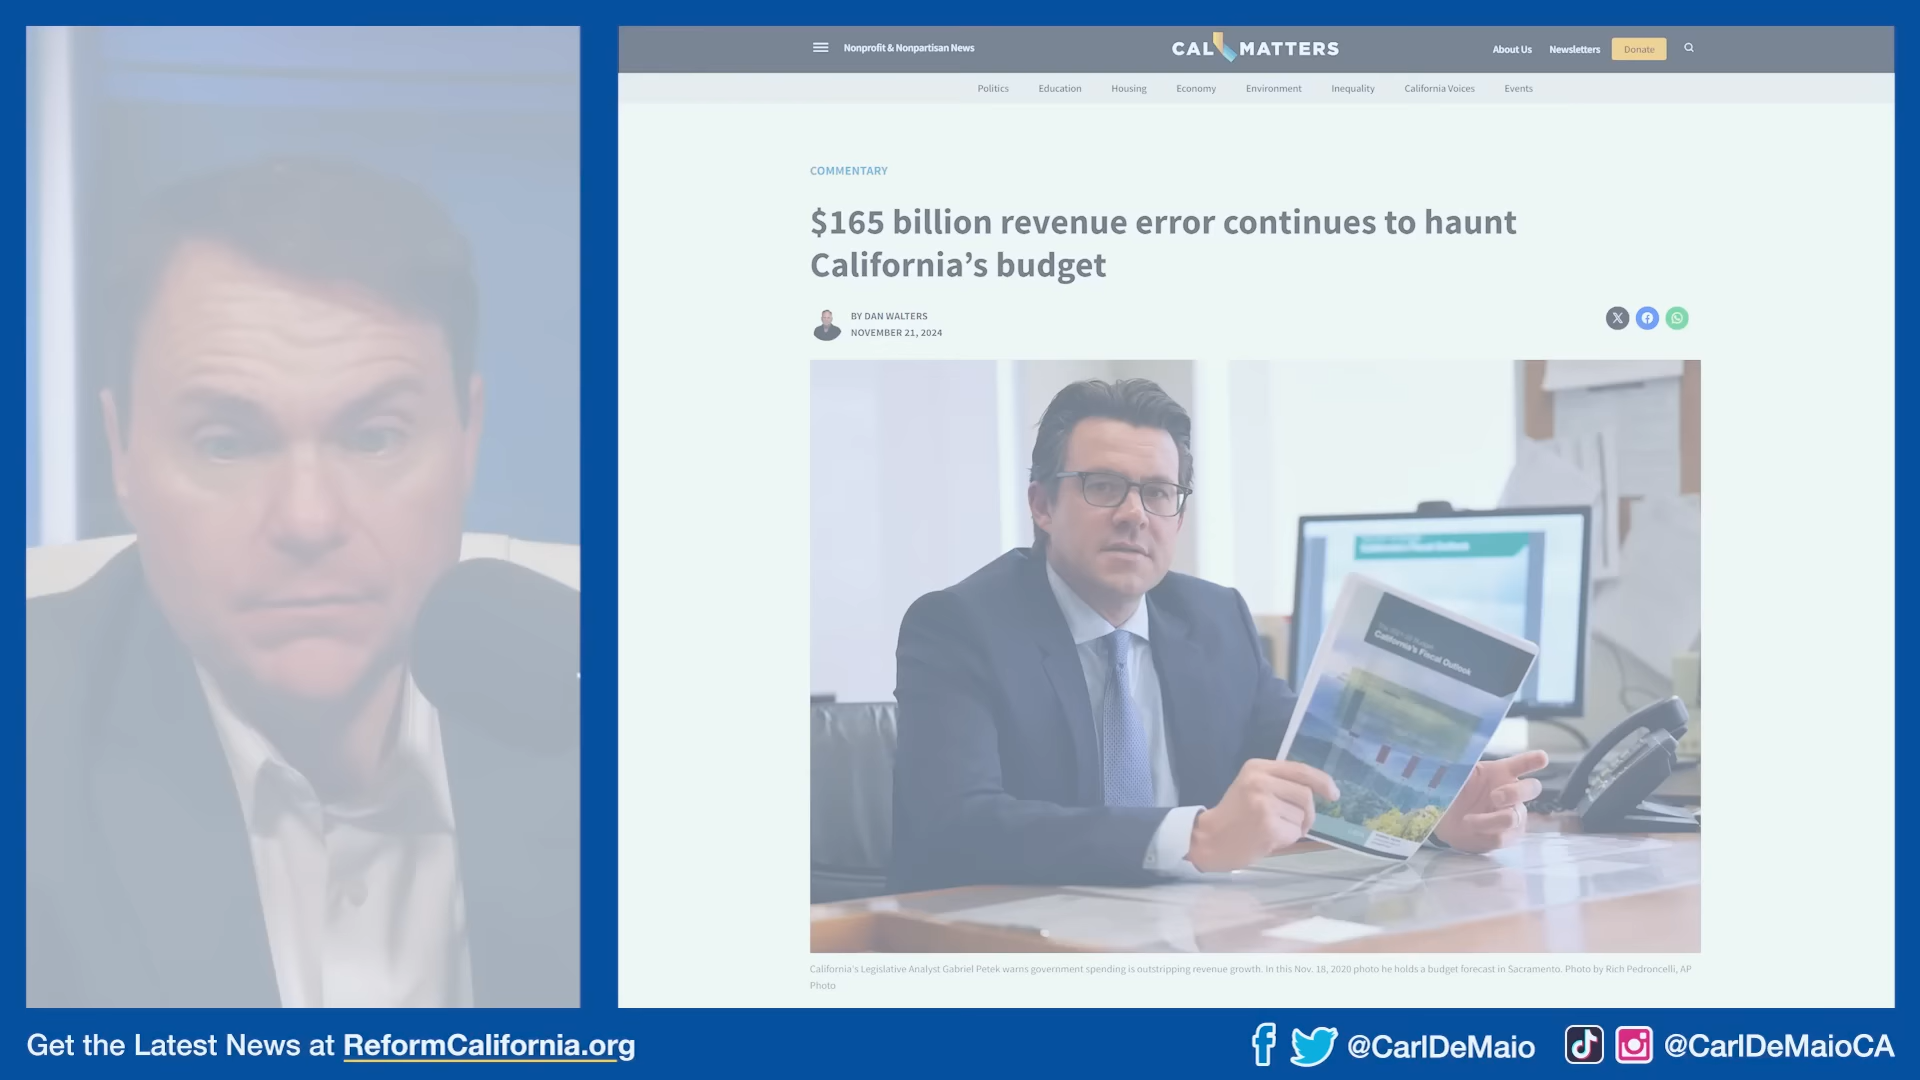 Nonprofit & Nonpartisan News
CAL MATTERS
About Us
Newsletters
Donate
Politics
Education
Housing
Economy
Environment
Inequality
California Voices
Events
COMMENTARY
$165 billion revenue error continues to haunt
California’s budget
BY DAN WALTERS
NOVEMBER 21, 2024
California's Fiscal Outlook
California's Legislative Analyst Gabriel Petek warns government spending is outstripping revenue growth. In this Nov. 18, 2020 photo he holds a budget forecast in Sacramento. Photo by Rich Pedroncelli, AP
Photo
Get the Latest News at ReformCalifornia.org
@CarlDeMaio
@CarlDeMaioCA